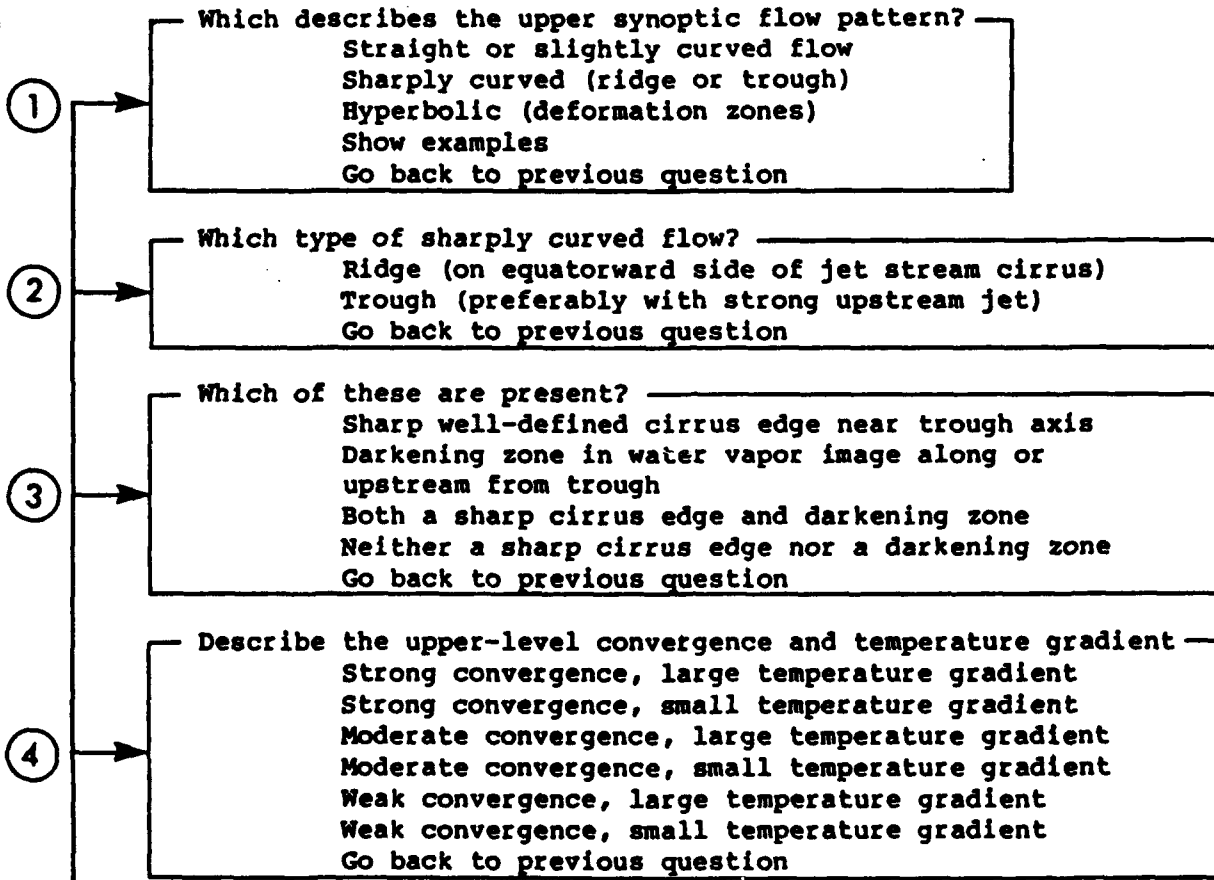 Which describes the upper synoptic flow pattern?
Straight or slightly curved flow
Sharply curved (ridge or trough)
Hyperbolic (deformation zones)
Show examples
Go back to previous question
1
Which type of sharply curved flow?
Ridge (on equatorward side of jet stream cirrus)
Trough (preferably with strong upstream jet)
Go back to previous question
2
Which of these are present?
Sharp well-defined cirrus edge near trough axis
Darkening zone in water vapor image along or
upstream from trough
Both a sharp cirrus edge and darkening zone
Neither a sharp cirrus edge nor a darkening zone
Go back to previous question
3
Describe the upper-level convergence and temperature gradient
Strong convergence, large temperature gradient
Strong convergence, small temperature gradient
Moderate convergence, large temperature gradient
Moderate convergence, small temperature gradient
Weak convergence, large temperature gradient
Weak convergence, small temperature gradient
Go back to previous question
4